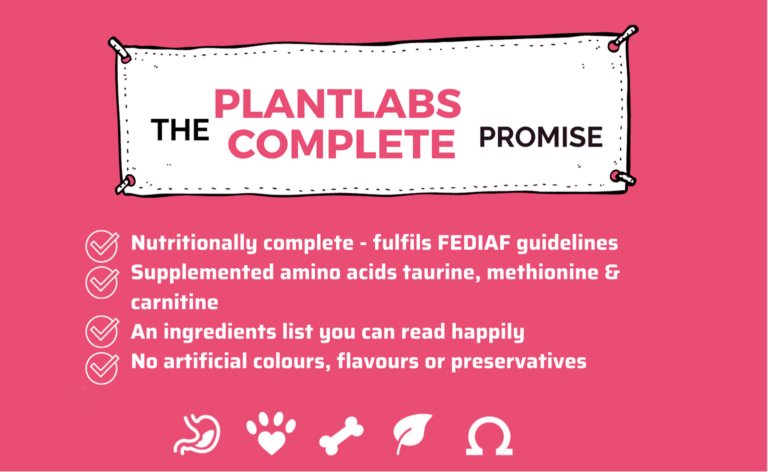 THE PLANTLABS COMPLETE PROMISE
Nutritionally complete - fulfils FEDIAF guidelines
Supplemented amino acids taurine, methionine &
carnitine
An ingredients list you can read happily
No artificial colours, flavours or preservatives